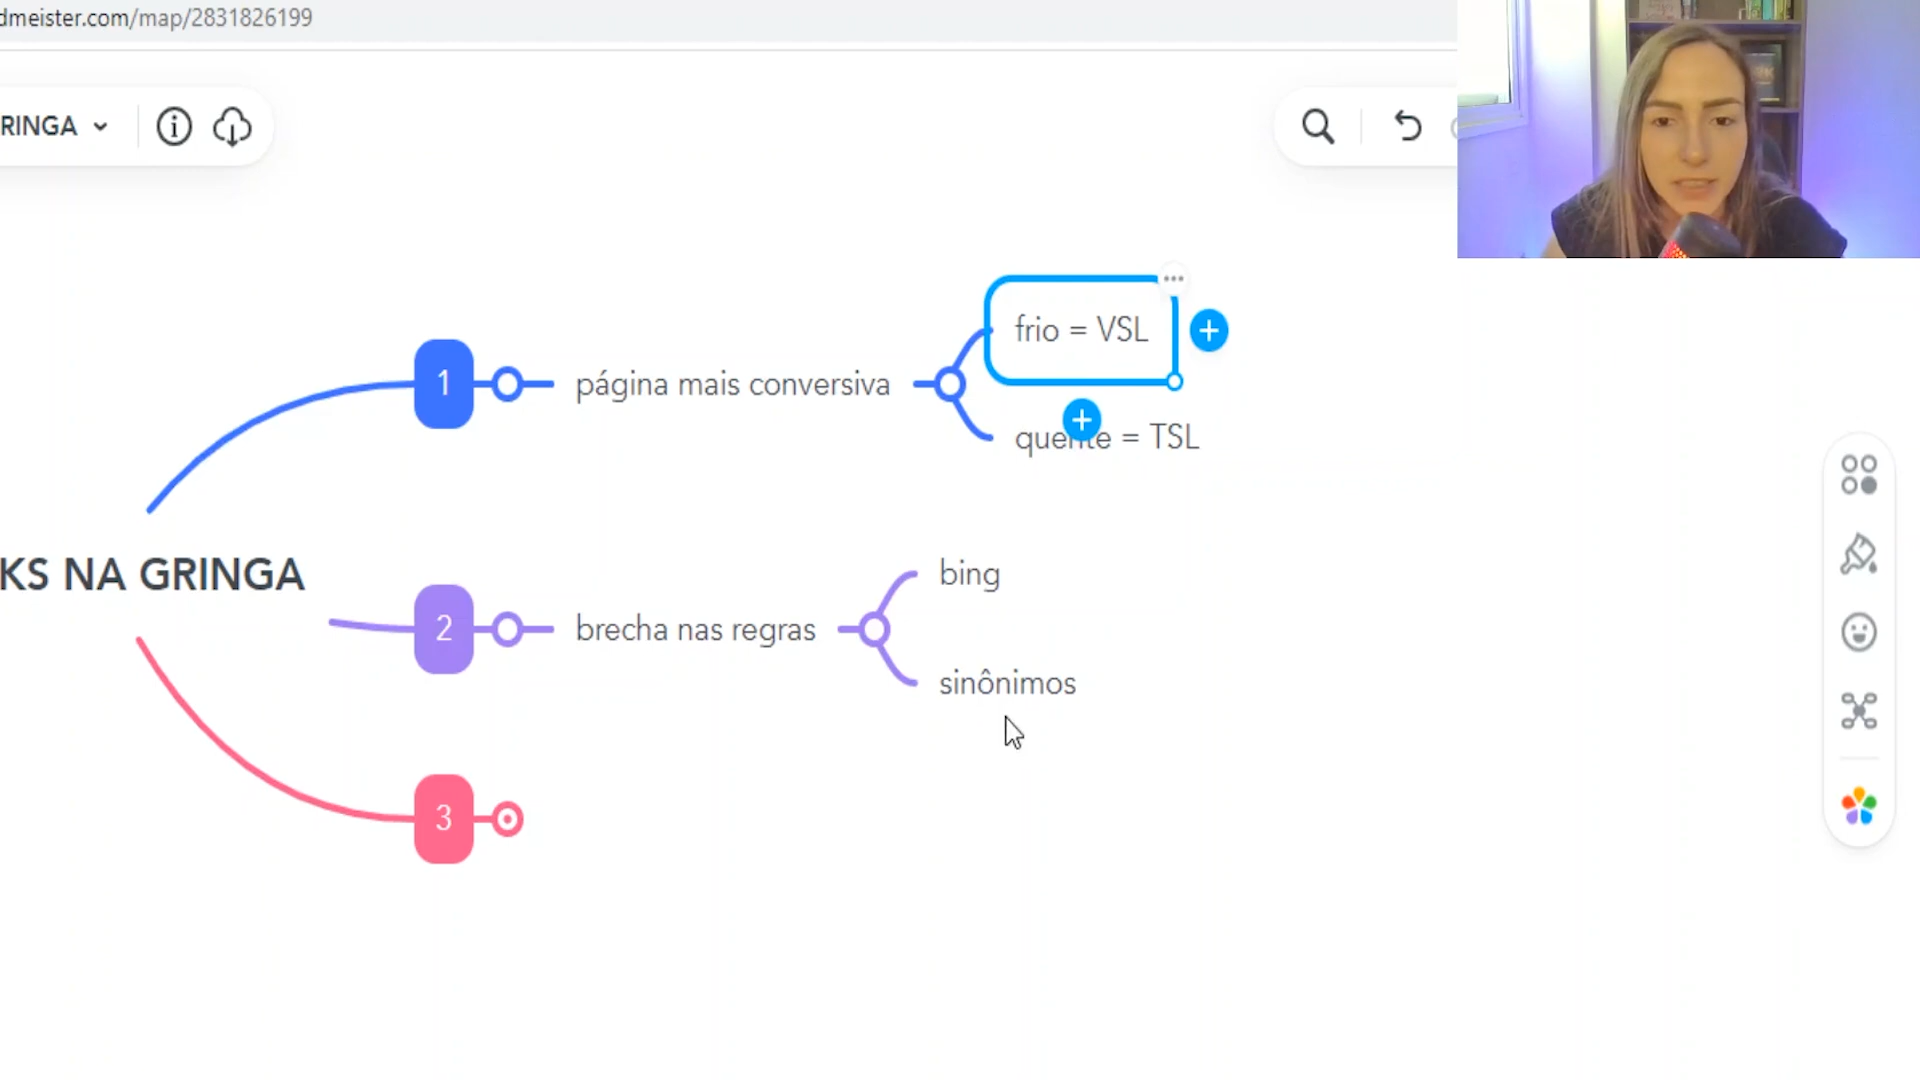 dmeister.com/map/2831826199
RINGA
frio = VSL
1
página mais conversiva
quente = TSL
KS NA GRINGA
bing
2
brecha nas regras
sinônimos
3